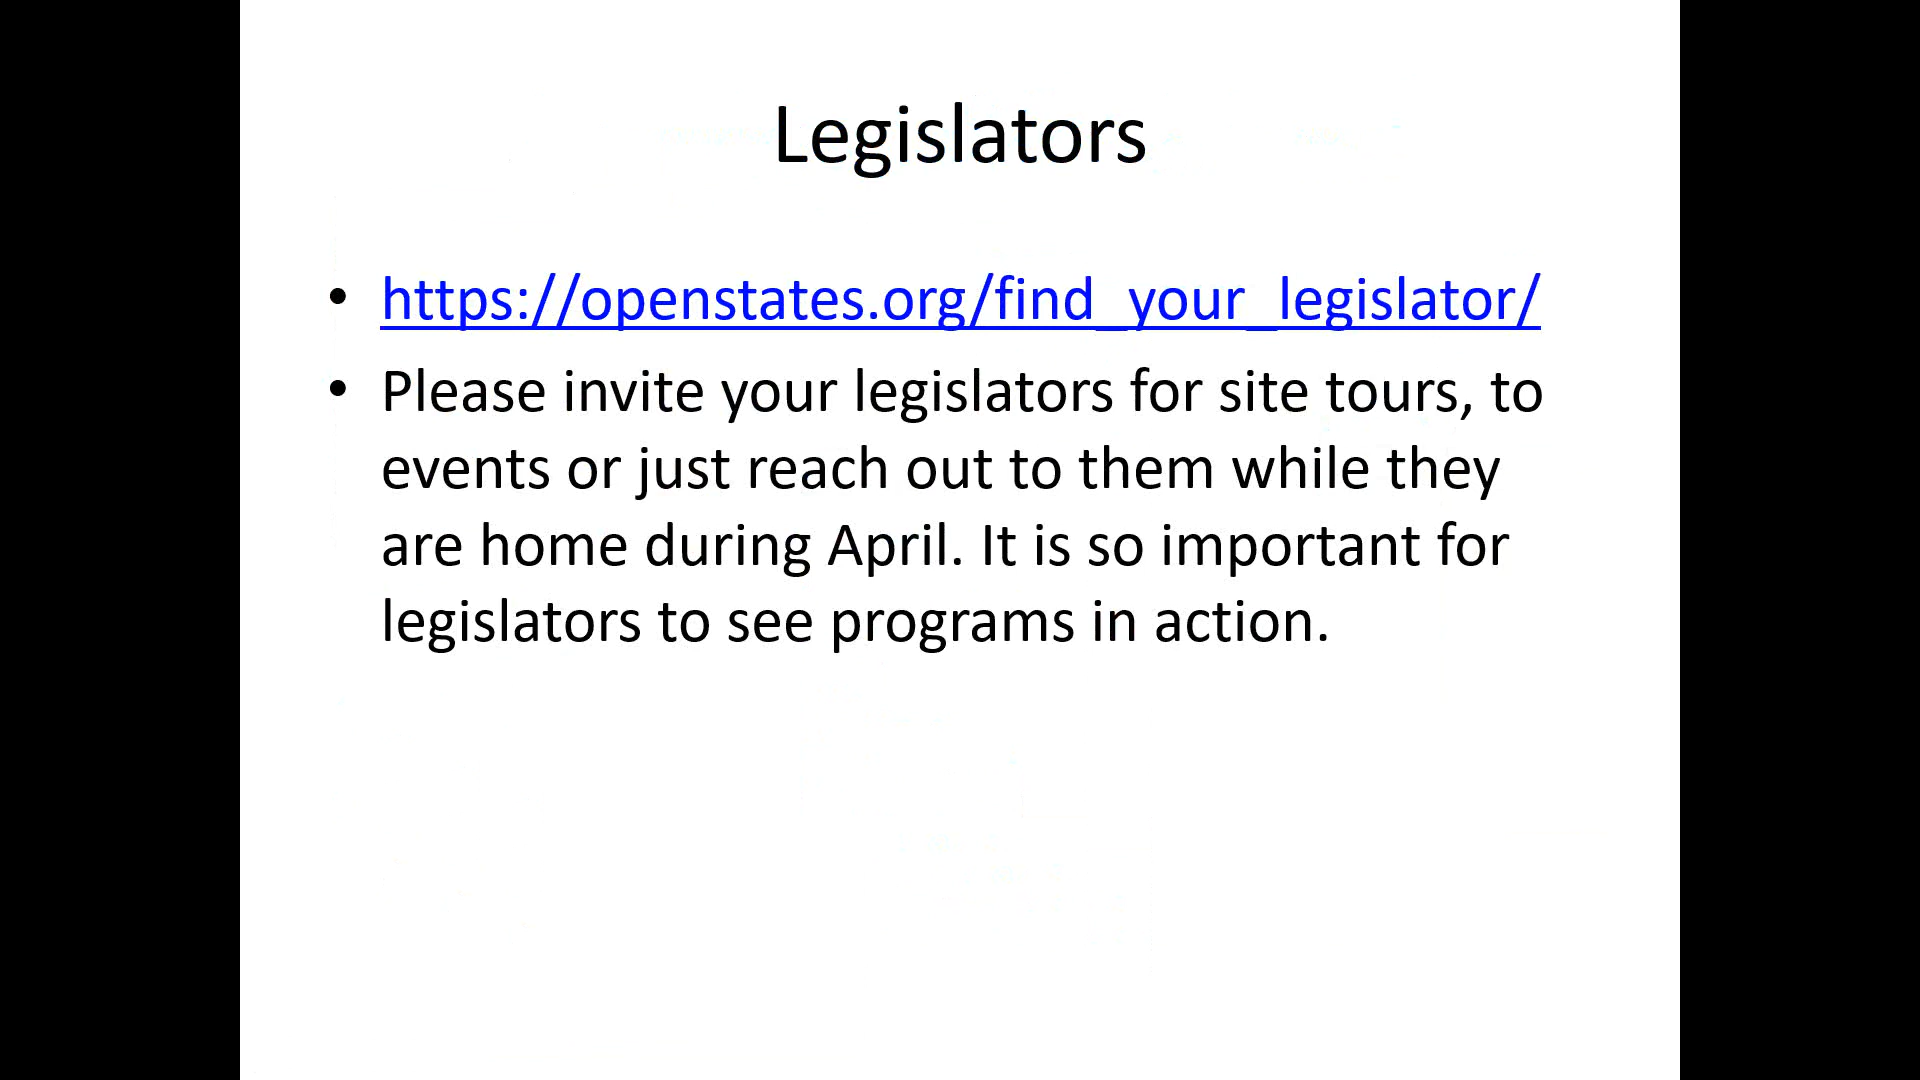 Legislators
• https://openstates.org/find_your_legislator/
• Please invite your legislators for site tours, to
events or just reach out to them while they
are home during April. It is so important for
legislators to see programs in action.